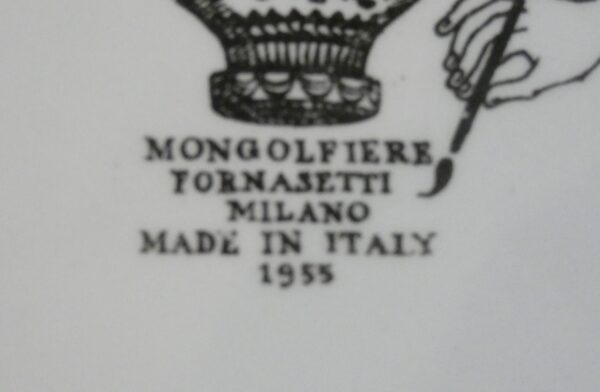 MONGOLFIERE
FORNASETTI
MILANO
MADE IN ITALY
1955